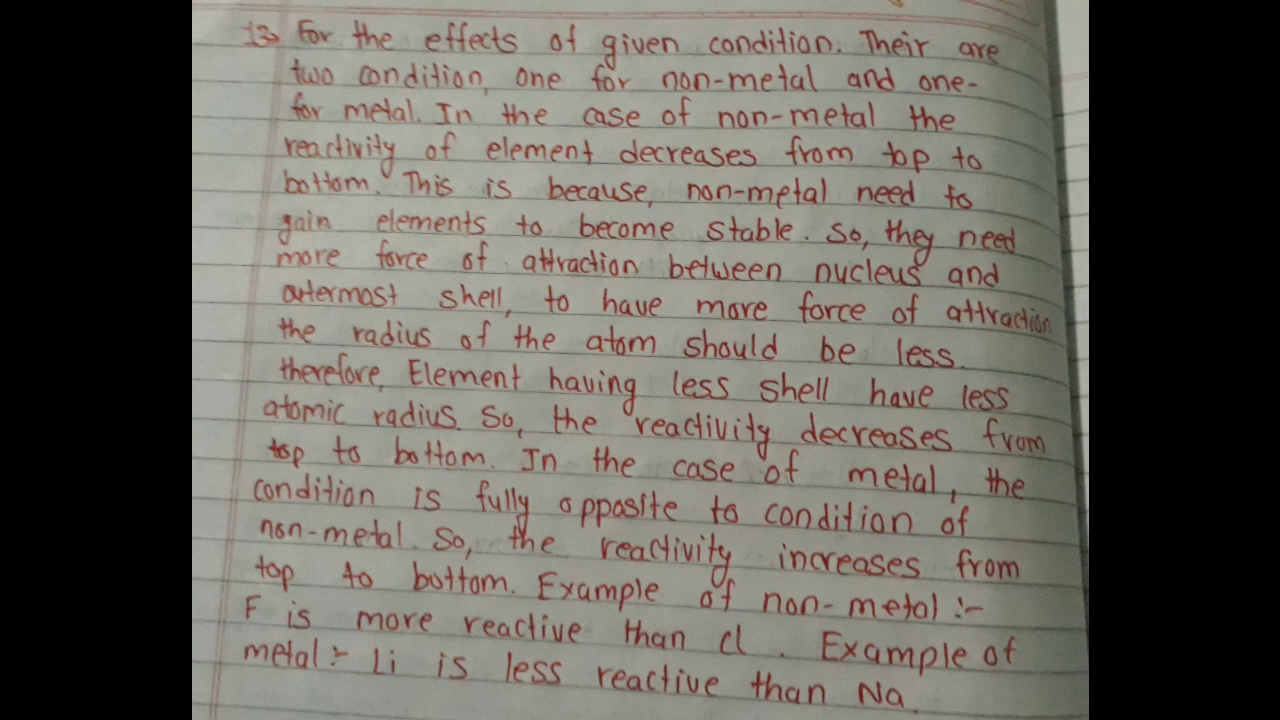 13) For the effects of given condition. Their are
two condition, one for non-metal and one-
for metal. In the case of non-metal the
reactivity of element decreases from top to
bottom. This is because, non-metal need to
gain elements to become stable. So, they need
more force of attraction between nucleus and
outermost shell, to have more force of attraction
the radius of the atom should be less.
therefore, Element having less shell have less
atomic radius. So, the reactivity decreases from
top to bottom. In the case of metal, the
condition is fully opposite to condition of
non-metal. So, the reactivity increases from
top to bottom. Example of non-metal :-
F is more reactive than Cl. Example of
metal :- Li is less reactive than Na.